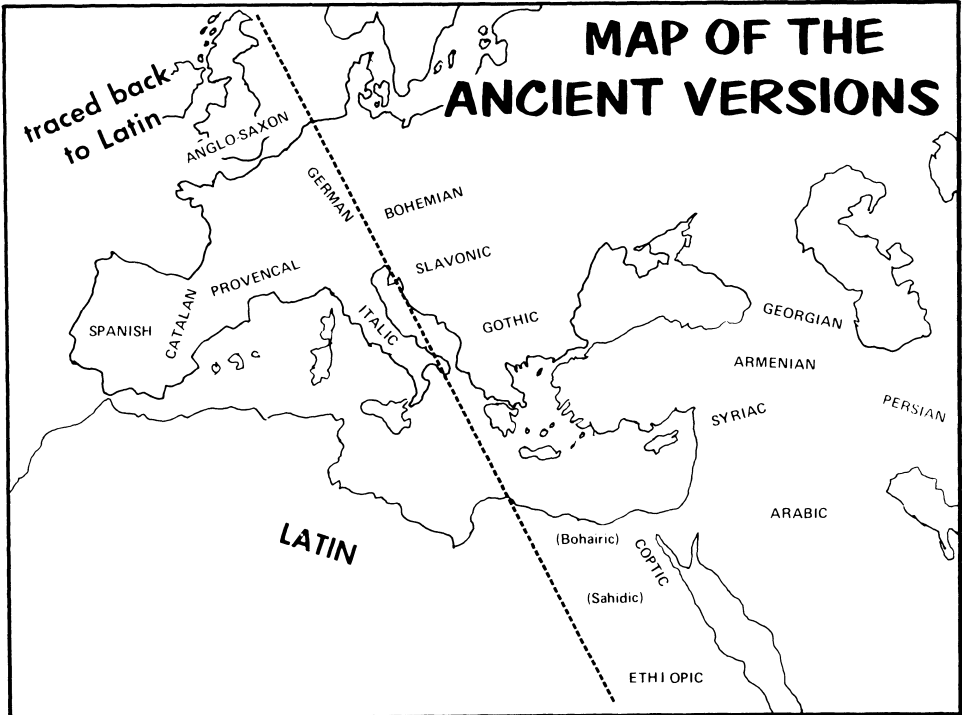 MAP OF THE
ANCIENT VERSIONS
traced back
to Latin
ANGLO-SAXON
GERMAN
BOHEMIAN
SLAVONIC
PROVENCAL
CATALAN
SPANISH
ITALIC
GOTHIC
GEORGIAN
ARMENIAN
SYRIAC
PERSIAN
ARABIC
LATIN
(Bohairic)
COPTIC
(Sahidic)
ETHIOPIC